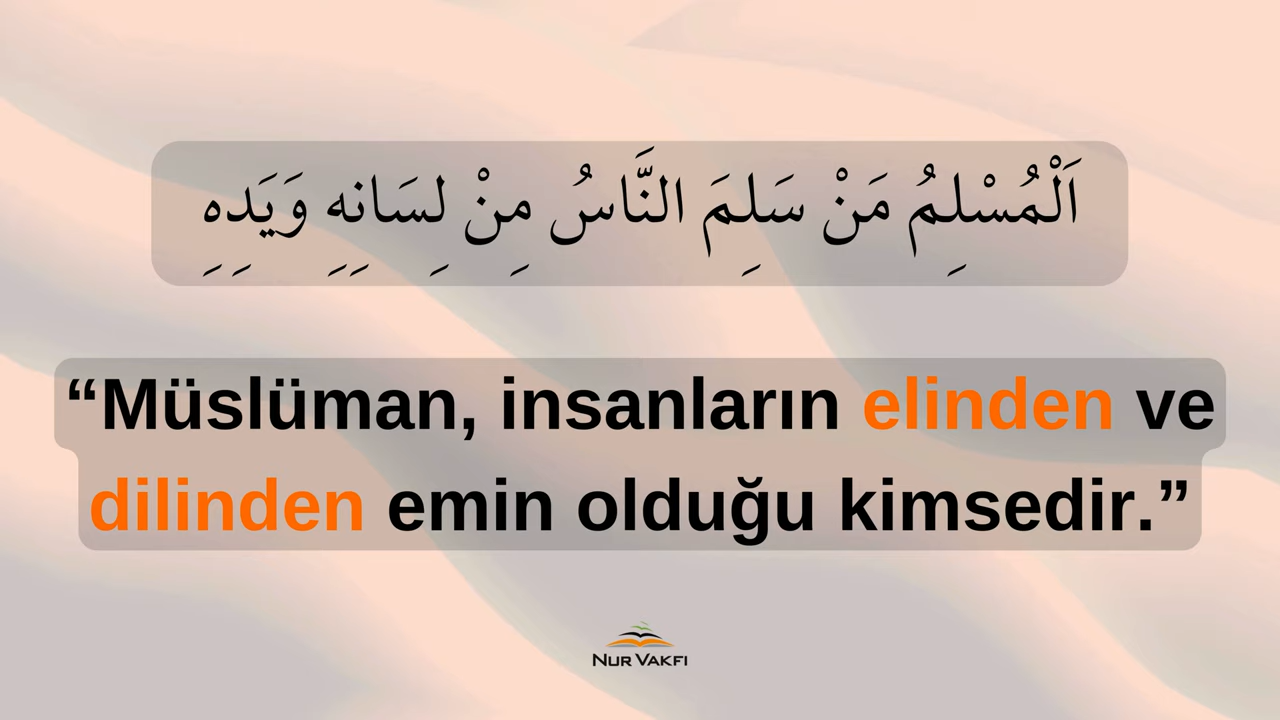 اَلْمُسْلِمُ مَنْ سَلِمَ النَّاسُ مِنْ لِسَانِهِ وَيَدِهِ
“Müslüman, insanların elinden ve
dilinden emin olduğu kimsedir.”
NUR VAKFI